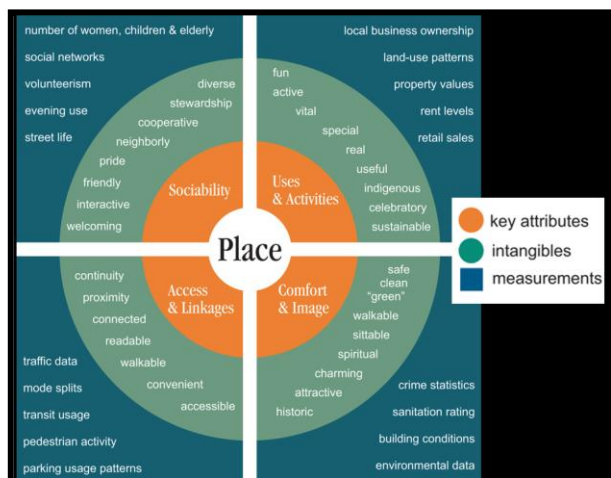 number of women, children & elderly
social networks
volunteerism
evening use
street life
diverse
stewardship
cooperative
neighborly
pride
friendly
interactive
welcoming
Sociability
local business ownership
land-use patterns
property values
rent levels
retail sales
fun
active
vital
special
real
useful
indigenous
celebratory
sustainable
Uses
& Activities
Place
key attributes
intangibles
measurements
Access
& Linkages
continuity
proximity
connected
readable
walkable
convenient
accessible
traffic data
mode splits
transit usage
pedestrian activity
parking usage patterns
Comfort
& Image
safe
clean
"green"
walkable
sittable
spiritual
charming
attractive
historic
crime statistics
sanitation rating
building conditions
environmental data